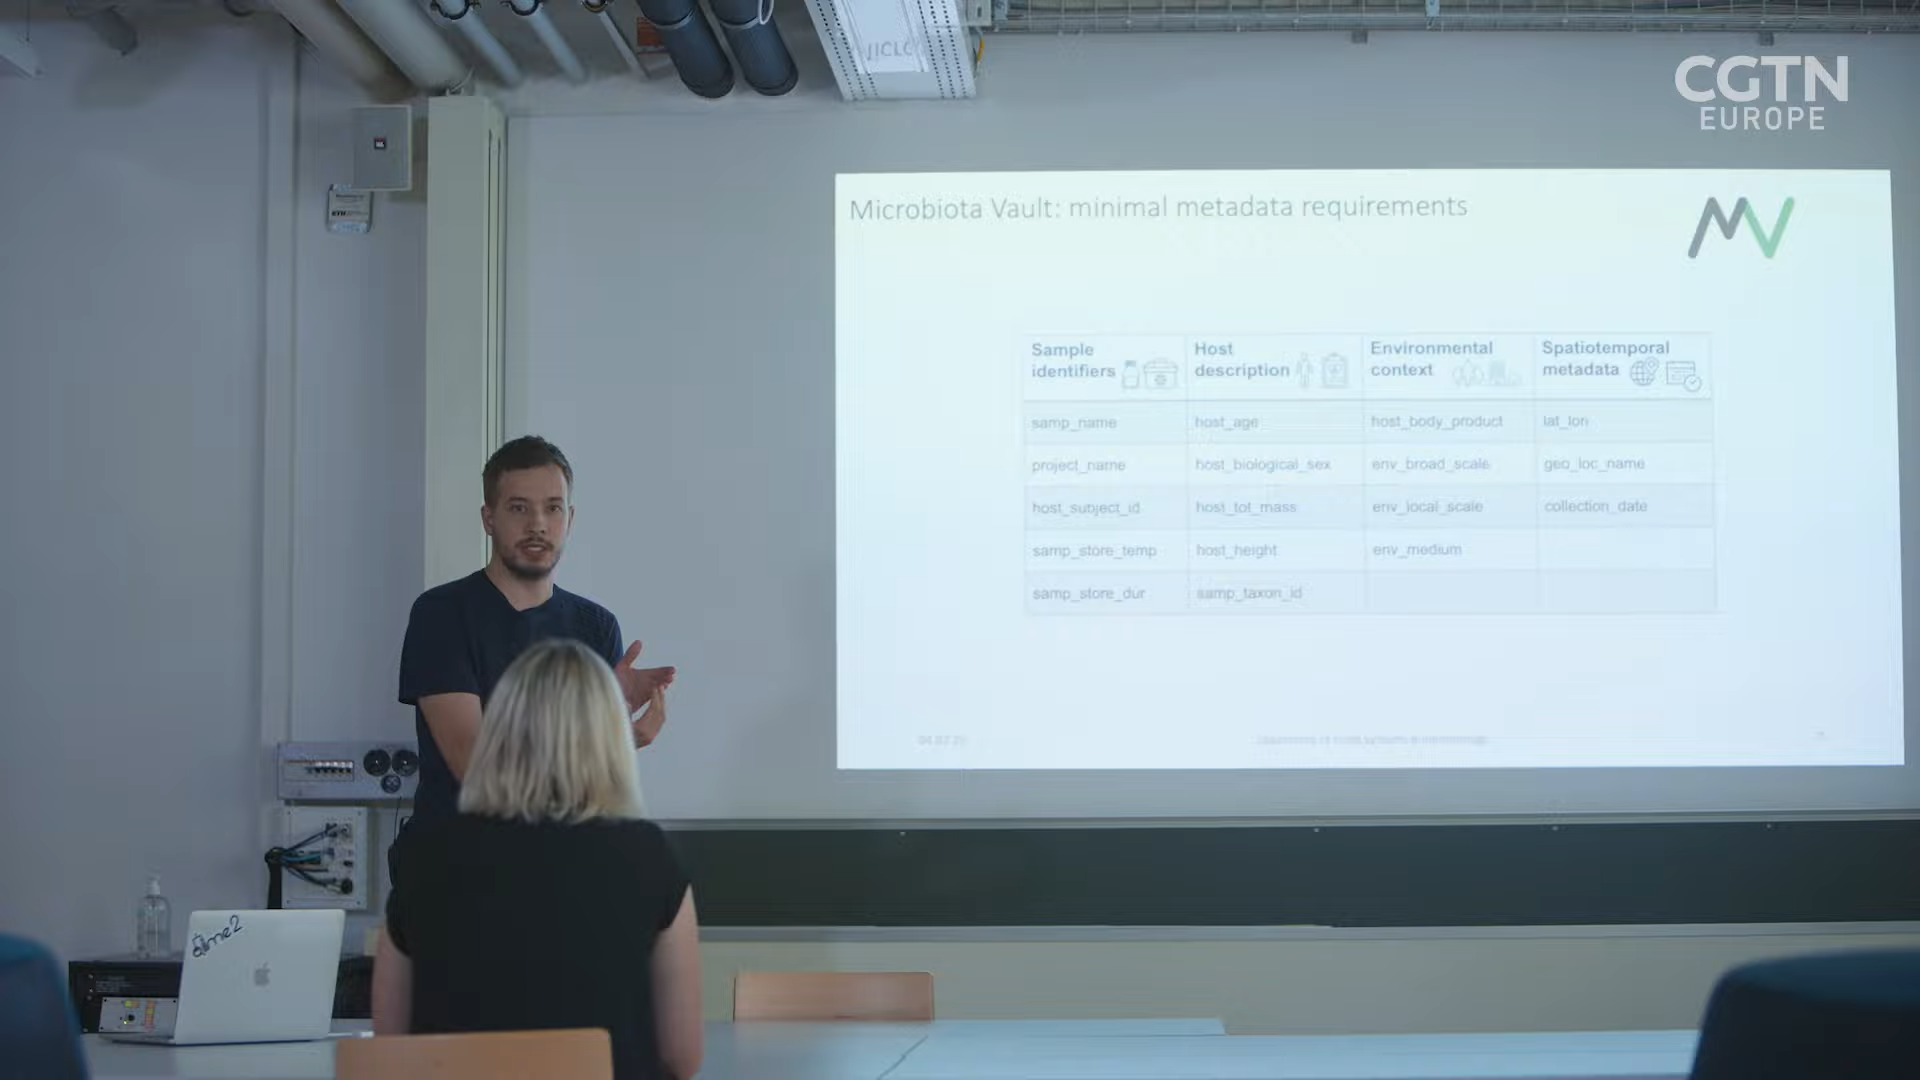 CGTN
EUROPE
Microbiota Vault: minimal metadata requirements
MV
Sample identifiers
Host description
Environmental context
Spatiotemporal metadata
samp_name
host_age
host_body_product
lat_lon
project_name
host_biological_sex
env_broad_scale
geo_loc_name
host_subject_id
host_tot_mass
env_local_scale
collection_date
samp_store_temp
host_height
env_medium
samp_store_dur
samp_taxon_id
qiime2